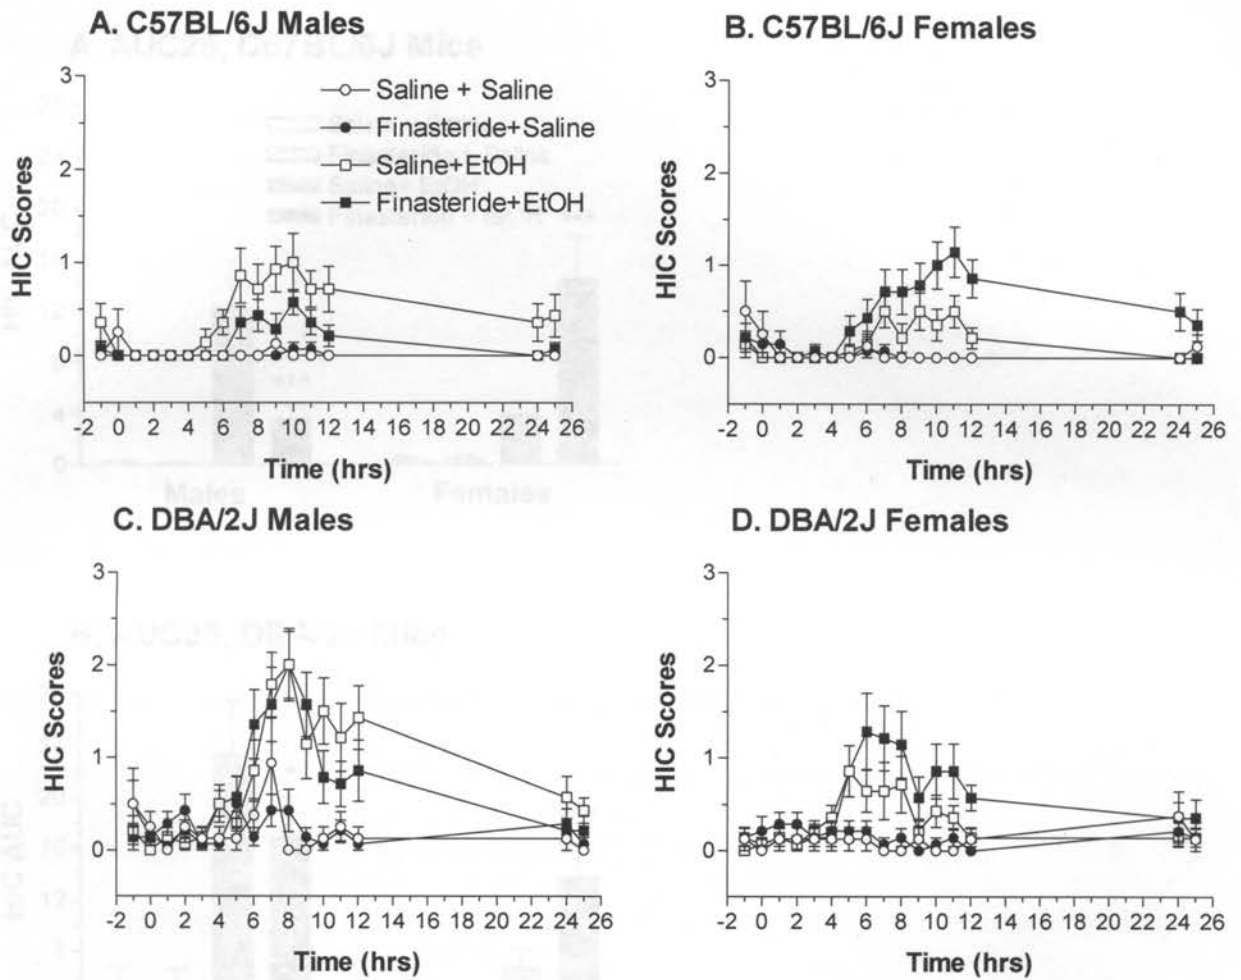 A. C57BL/6J Males
B. C57BL/6J Females
3
2
1
0
HIC Scores
Saline + Saline
Finasteride+Saline
Saline+EtOH
Finasteride+EtOH
-2 0 2 4 6 8 10 12 14 16 18 20 22 24 26
Time (hrs)
3
2
1
0
HIC Scores
-2 0 2 4 6 8 10 12 14 16 18 20 22 24 26
Time (hrs)
C. DBA/2J Males
D. DBA/2J Females
3
2
1
0
HIC Scores
-2 0 2 4 6 8 10 12 14 16 18 20 22 24 26
Time (hrs)
3
2
1
0
HIC Scores
-2 0 2 4 6 8 10 12 14 16 18 20 22 24 26
Time (hrs)
Males
Females
HIC AUC
12